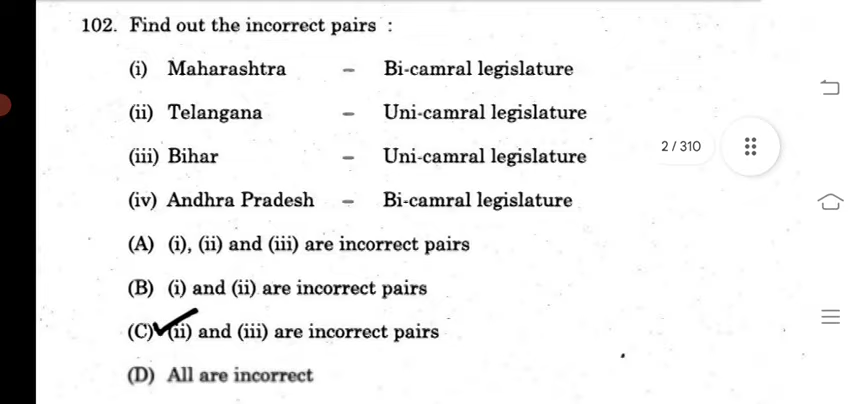 102. Find out the incorrect pairs :
(i) Maharashtra – Bi-camral legislature
(ii) Telangana – Uni-camral legislature
(iii) Bihar – Uni-camral legislature
2 / 310
(iv) Andhra Pradesh – Bi-camral legislature
(A) (i), (ii) and (iii) are incorrect pairs
(B) (i) and (ii) are incorrect pairs
(C) (ii) and (iii) are incorrect pairs
(D) All are incorrect